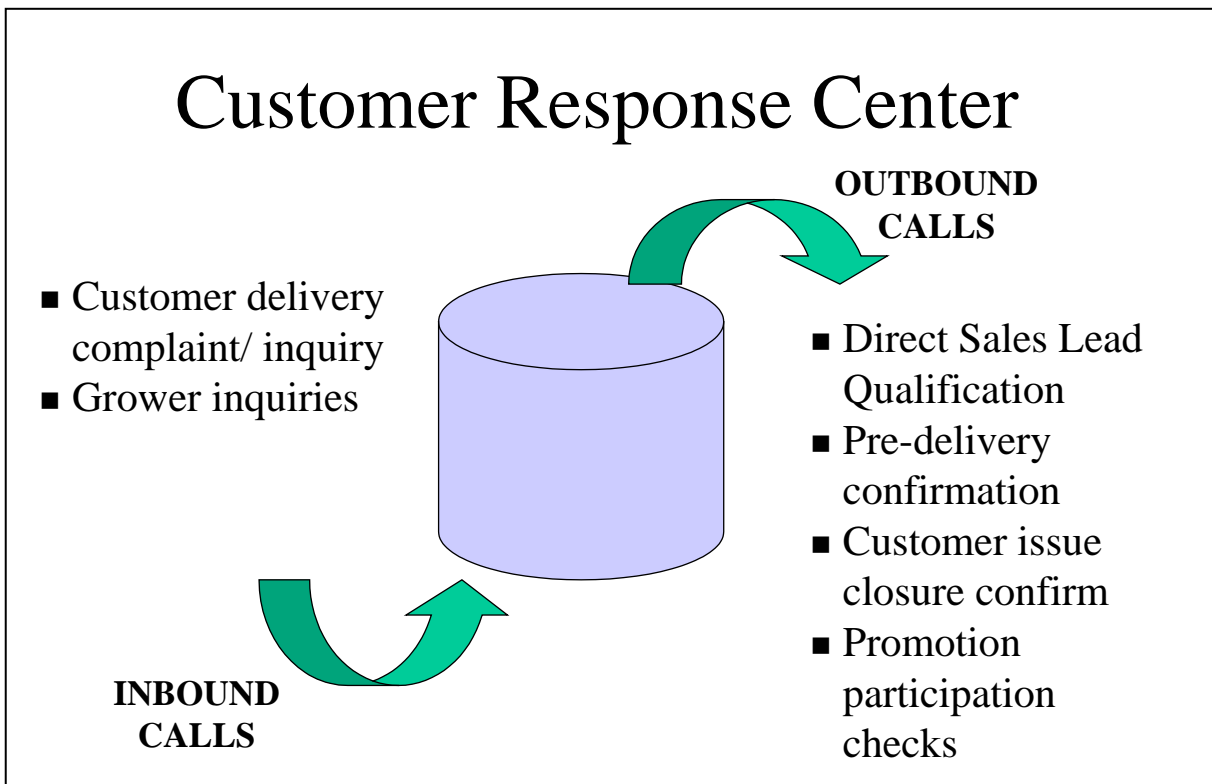 Customer Response Center
■ Customer delivery
complaint/ inquiry
■ Grower inquiries
INBOUND
CALLS
OUTBOUND
CALLS
■ Direct Sales Lead
Qualification
■ Pre-delivery
confirmation
■ Customer issue
closure confirm
■ Promotion
participation
checks